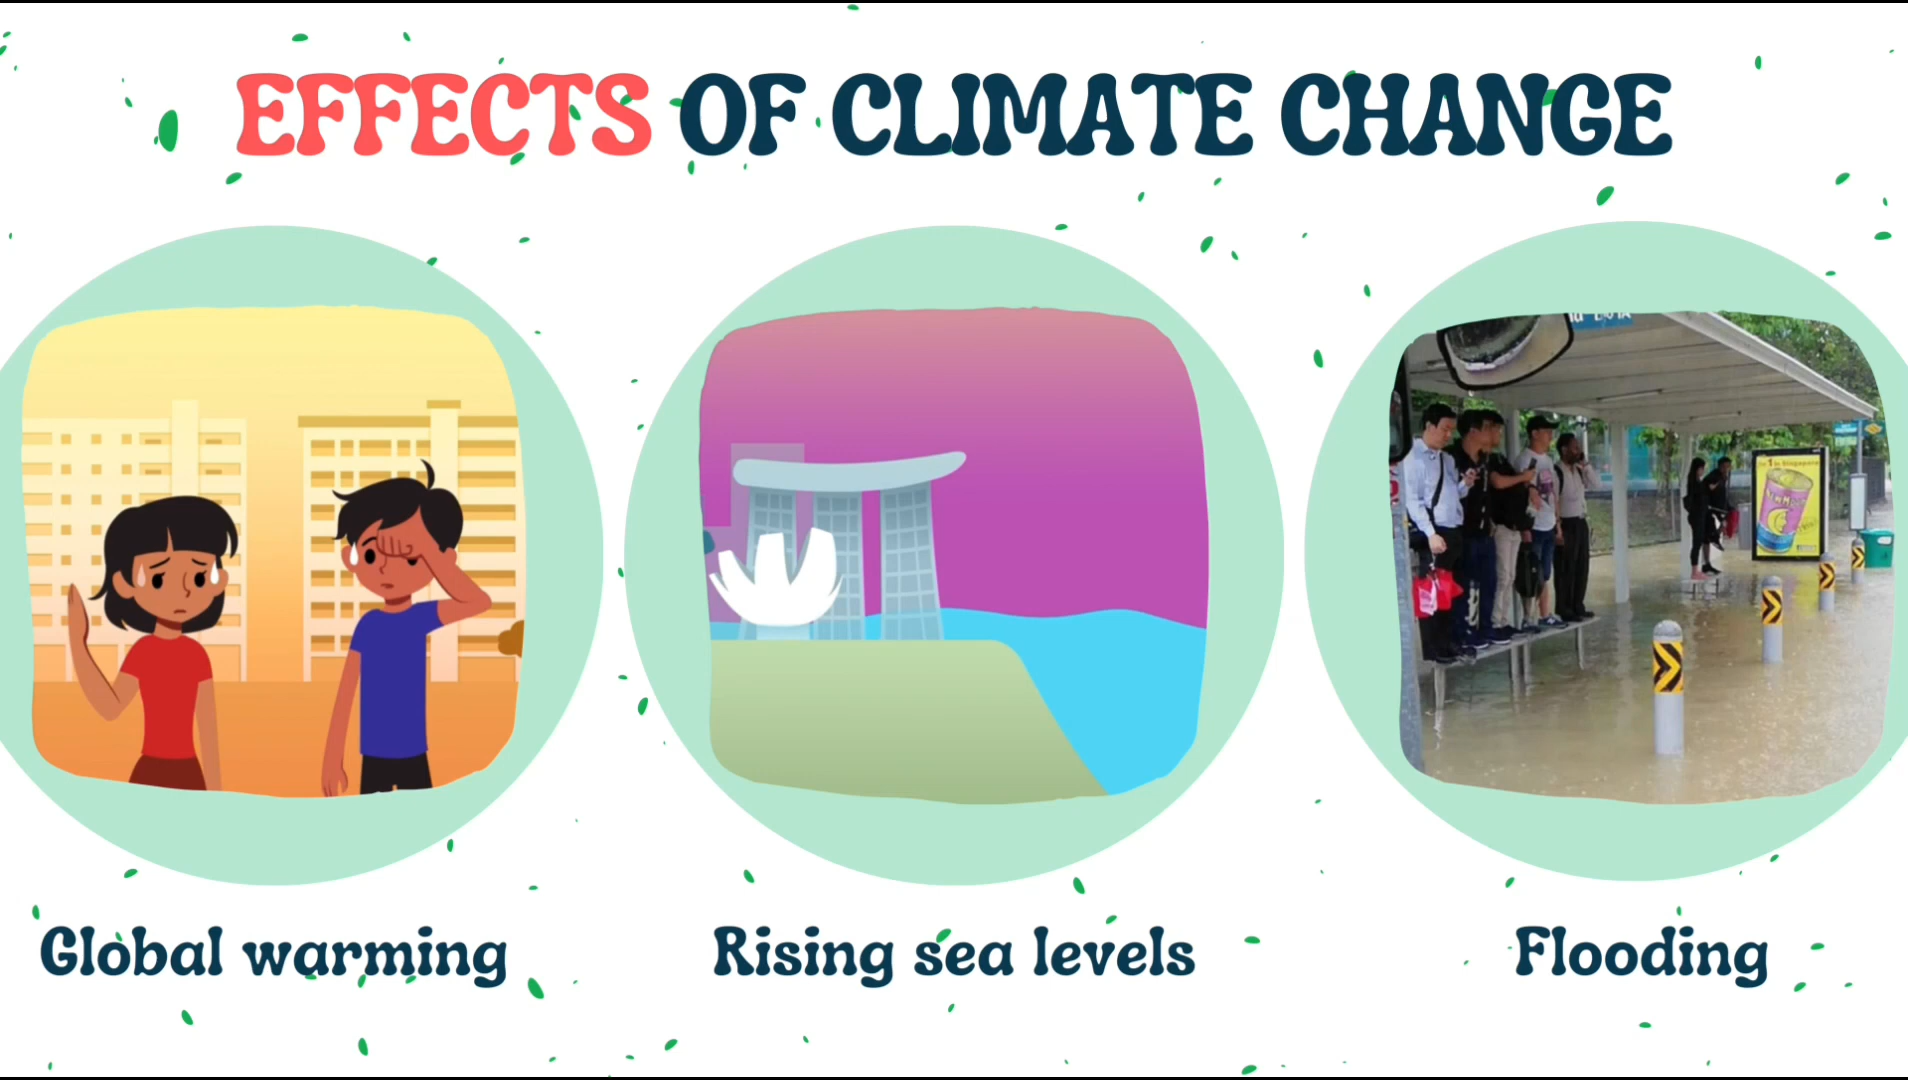 EFFECTS OF CLIMATE CHANGE
Global warming
Rising sea levels
Flooding